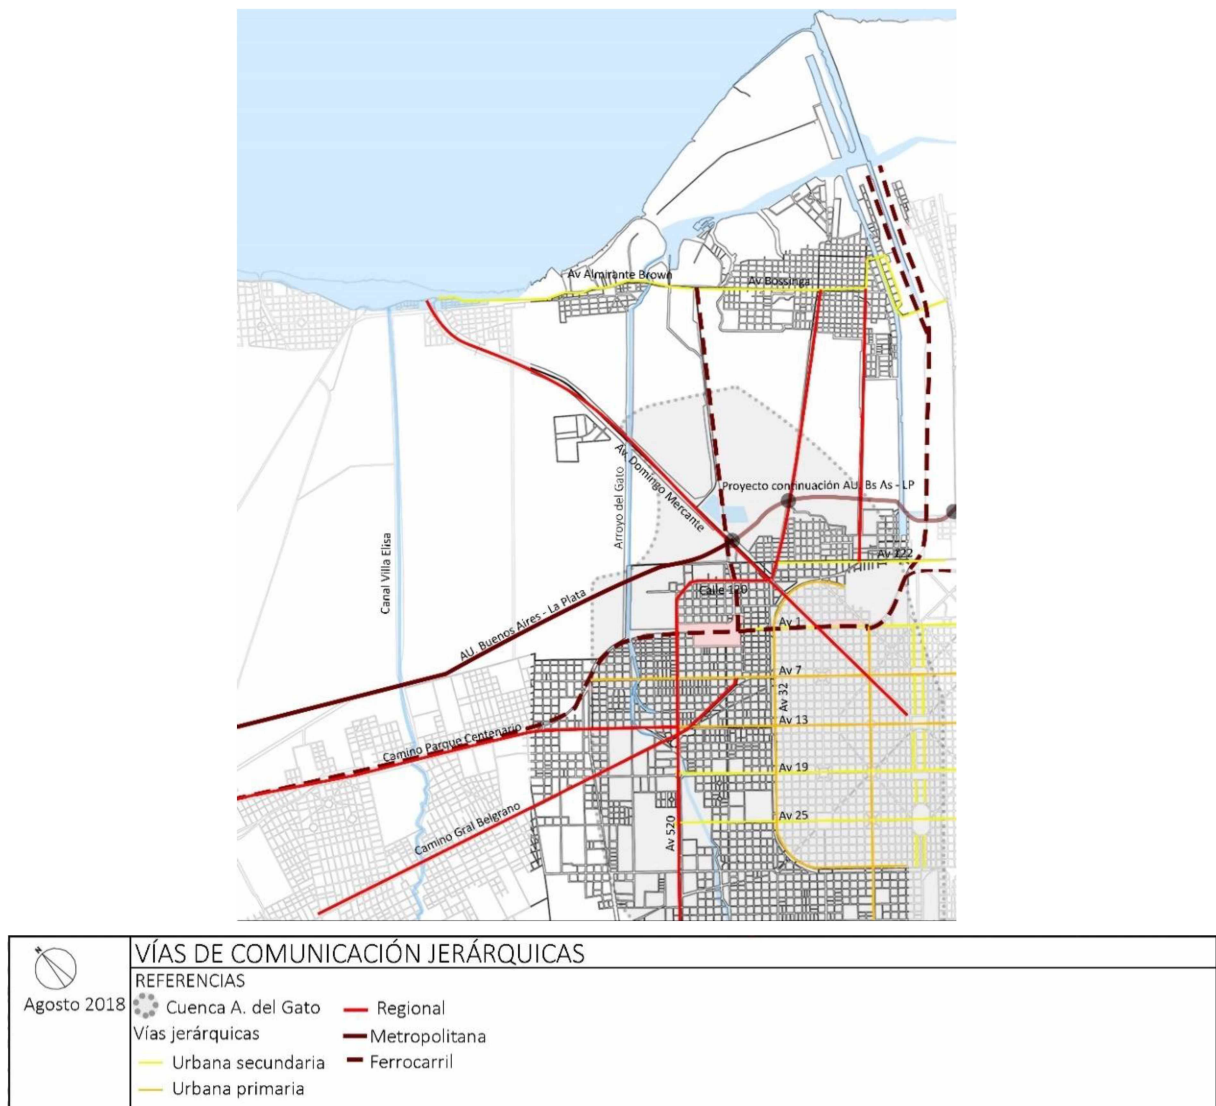 Av Almirante Brown
Av Bossinga
Av. Domingo Mercante
Proyecto continuación AU. Bs As - LP
Arroyo del Gato
Canal Villa Elisa
Av 122
Calle 120
AU. Buenos Aires - La Plata
Av 1
Av 7
Av 32
Av 13
Camino Parque Centenario
Av 19
Camino Gral Belgrano
Av 520
Av 25
N
Agosto 2018
VÍAS DE COMUNICACIÓN JERÁRQUICAS
REFERENCIAS
Cuenca A. del Gato
Regional
Vías jerárquicas
Metropolitana
Urbana secundaria
Ferrocarril
Urbana primaria